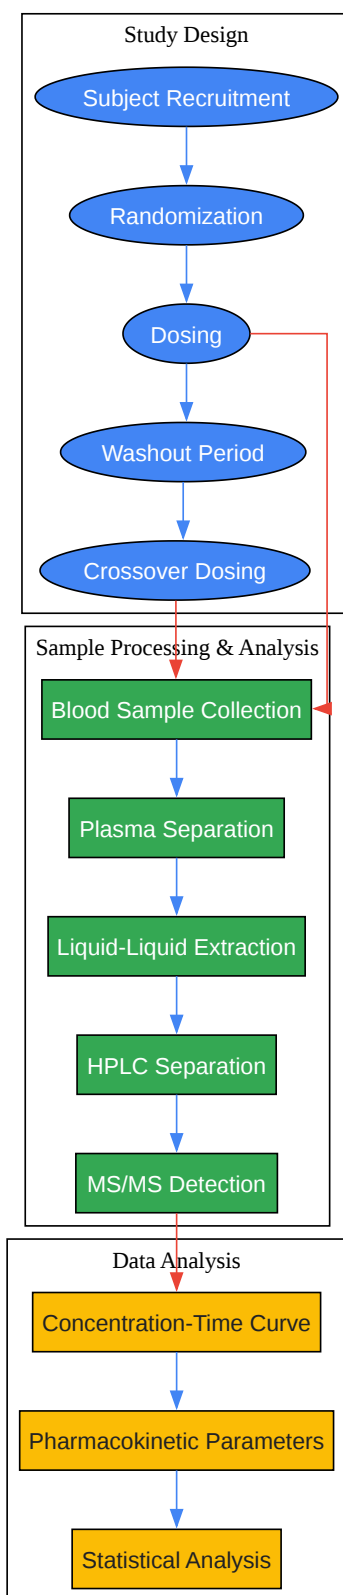 Study Design
Subject Recruitment
Randomization
Dosing
Washout Period
Crossover Dosing
Sample Processing & Analysis
Blood Sample Collection
Plasma Separation
Liquid-Liquid Extraction
HPLC Separation
MS/MS Detection
Data Analysis
Concentration-Time Curve
Pharmacokinetic Parameters
Statistical Analysis